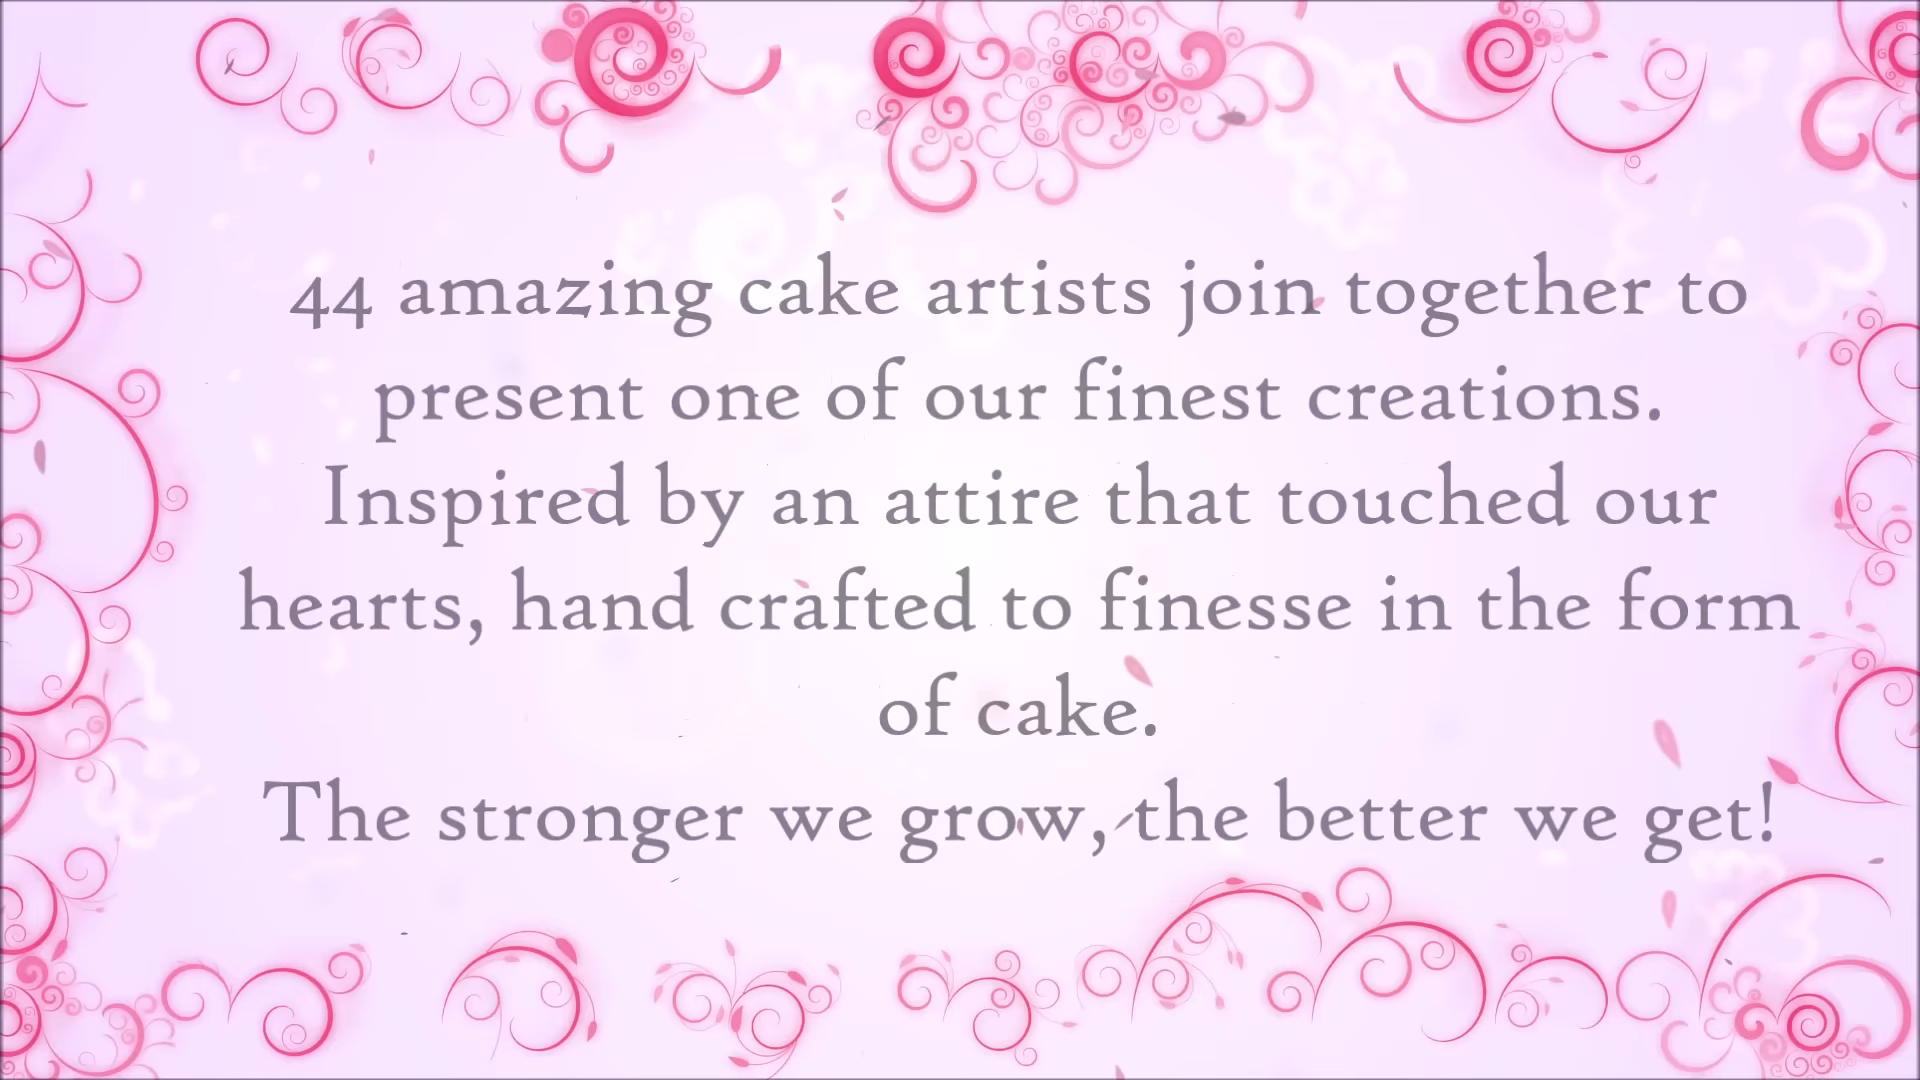 44 amazing cake artists join together to
present one of our finest creations.
Inspired by an attire that touched our
hearts, hand crafted to finesse in the form
of cake.
The stronger we grow, the better we get!